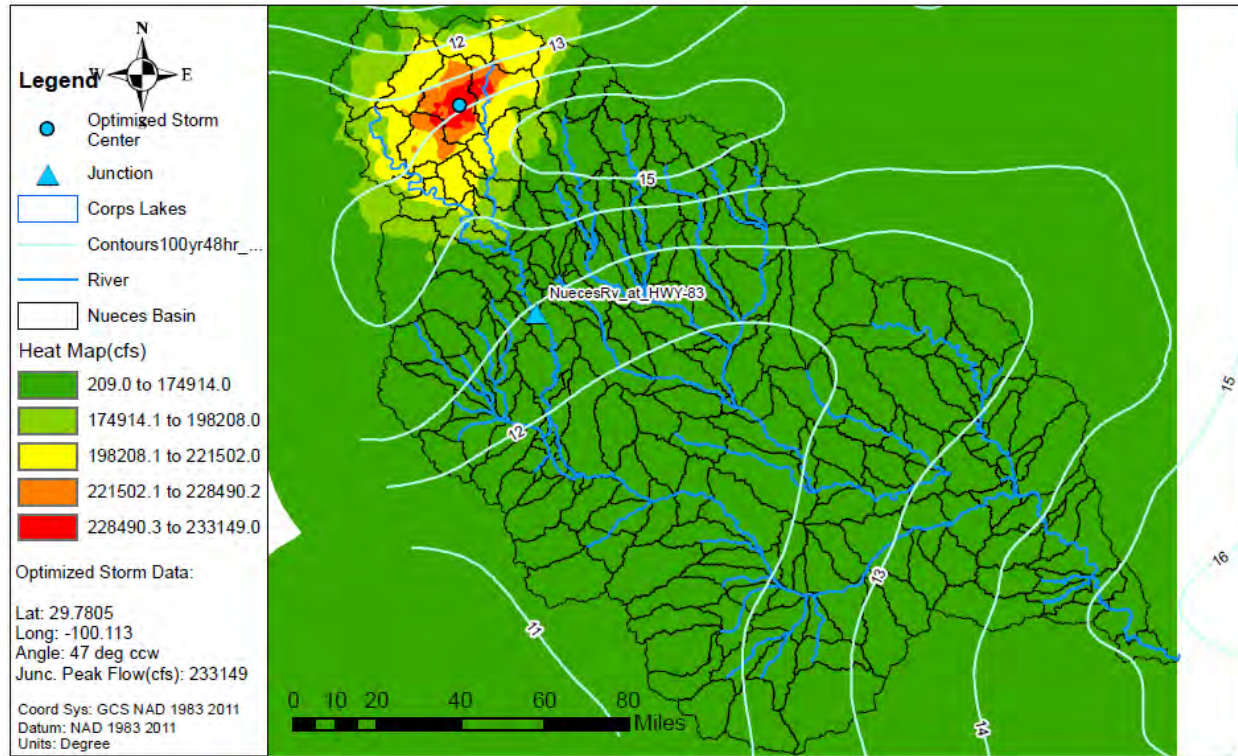 N
Legend
W
E
S
Optimized Storm
Center
Junction
Corps Lakes
Contours100yr48hr_...
River
Nueces Basin
Heat Map(cfs)
209.0 to 174914.0
174914.1 to 198208.0
198208.1 to 221502.0
221502.1 to 228490.2
228490.3 to 233149.0
Optimized Storm Data:
Lat: 29.7805
Long: -100.113
Angle: 47 deg ccw
Junc. Peak Flow(cfs): 233149
Coord Sys: GCS NAD 1983 2011
Datum: NAD 1983 2011
Units: Degree
12
13
15
NuecesRv_at_HWY-83
15
12
16
13
11
14
0 10 20 40 60 80
Miles